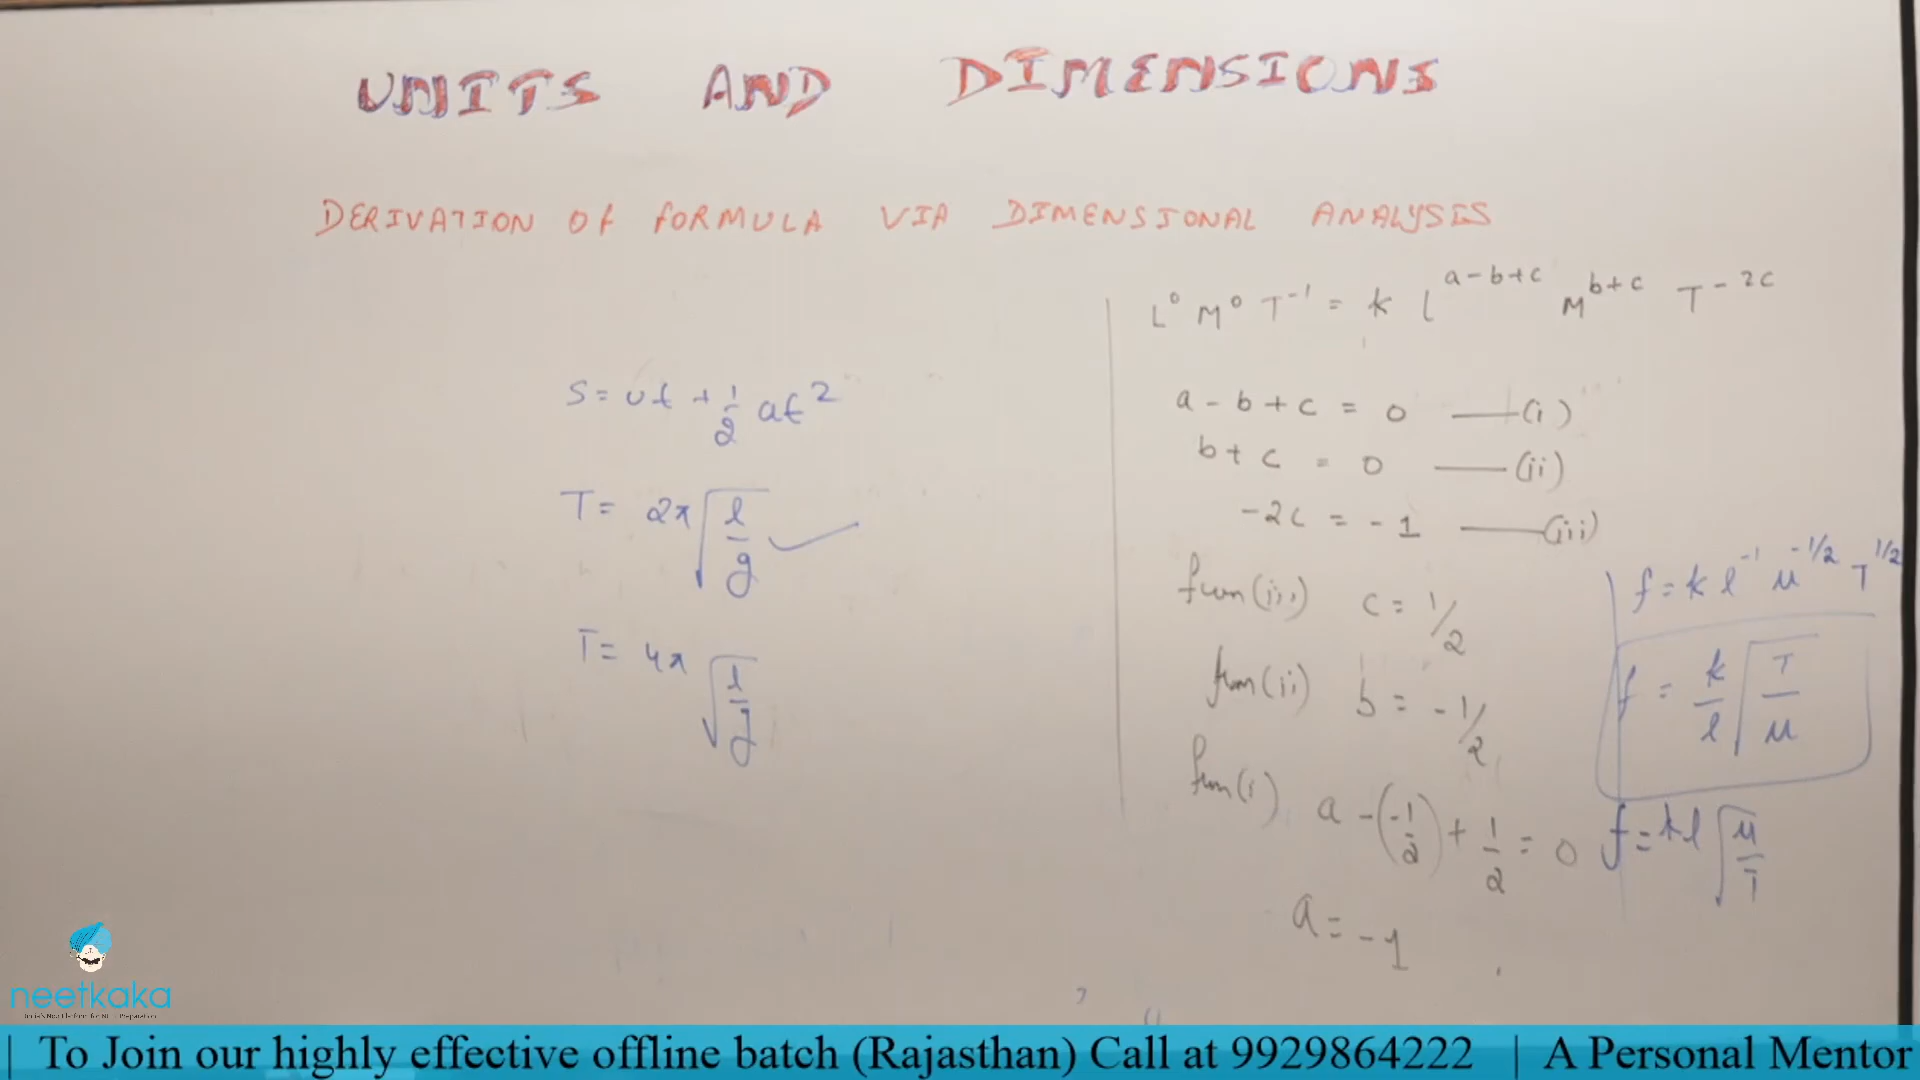 UNITS AND DIMENSIONS
DERIVATION OF FORMULA VIA DIMENSIONAL ANALYSIS
S = ut + 1/2 at²
T = 2π √(l/g) ✓
T = 4π √(l/g)
L⁰ M⁰ T⁻¹ = k L^(a-b+c) M^(b+c) T^(-2c)
a - b + c = 0 —(i)
b + c = 0 —(ii)
-2c = -1 —(iii)
from (iii) c = 1/2
from (ii) b = -1/2
from (i) a - (-1/2) + 1/2 = 0
a = -1
f = k l⁻¹ μ^(-1/2) T^(1/2)
f = k/l √(T/μ)
f = kl √(μ/T)
neetkaka
| To Join our highly effective offline batch (Rajasthan) Call at 9929864222 | A Personal Mentor